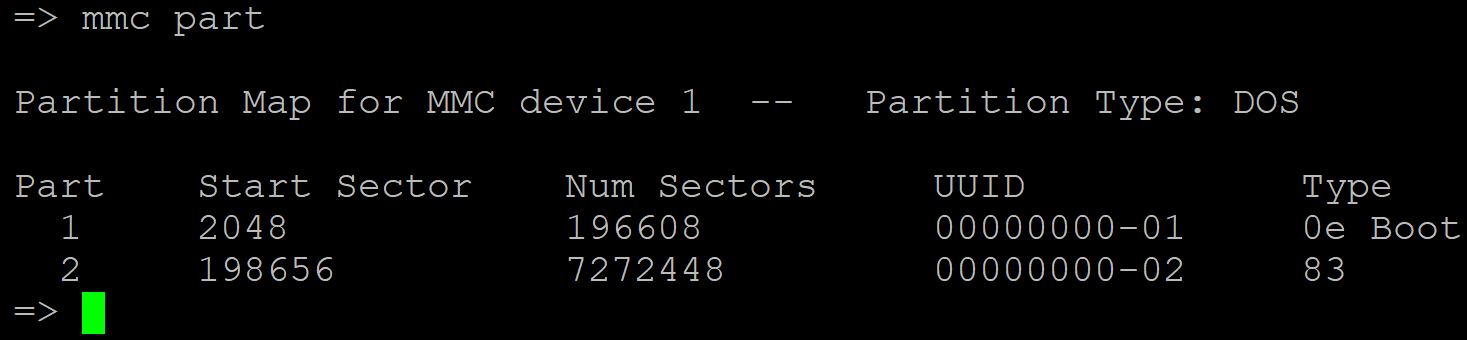 => mmc part
Partition Map for MMC device 1  --   Partition Type: DOS
Part    Start Sector    Num Sectors     UUID            Type
  1     2048            196608          00000000-01     0e Boot
  2     198656          7272448         00000000-02     83
=>